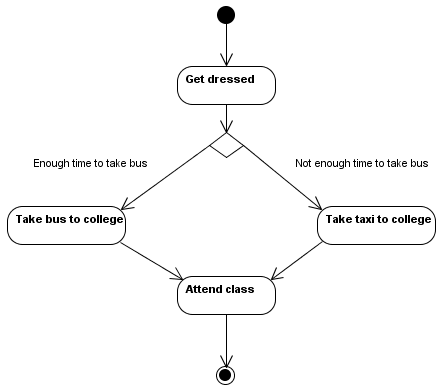 Get dressed
Enough time to take bus
Not enough time to take bus
Take bus to college
Take taxi to college
Attend class